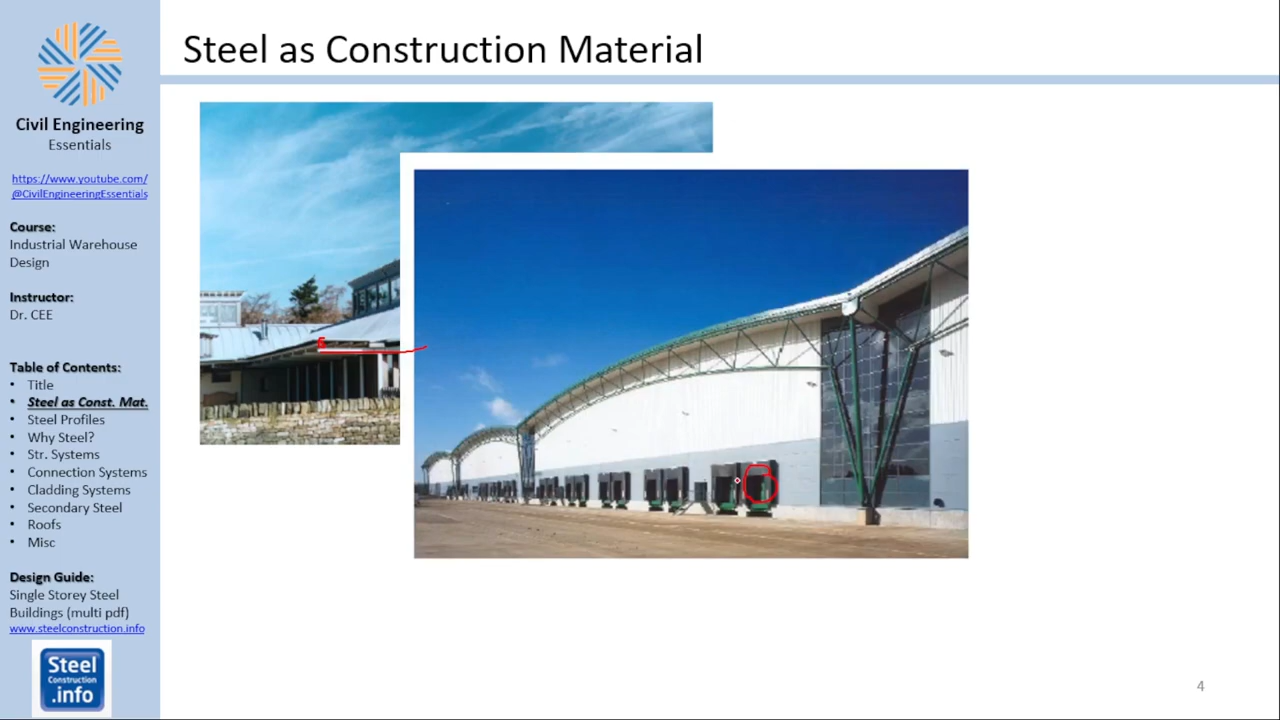 Steel as Construction Material
Civil Engineering
Essentials
https://www.youtube.com/
@CivilEngineeringEssentials
Course:
Industrial Warehouse
Design
Instructor:
Dr. CEE
Table of Contents:
• Title
• Steel as Const. Mat.
• Steel Profiles
• Why Steel?
• Str. Systems
• Connection Systems
• Cladding Systems
• Secondary Steel
• Roofs
• Misc
Design Guide:
Single Storey Steel
Buildings (multi pdf)
www.steelconstruction.info
Steel
Construction
.info
4